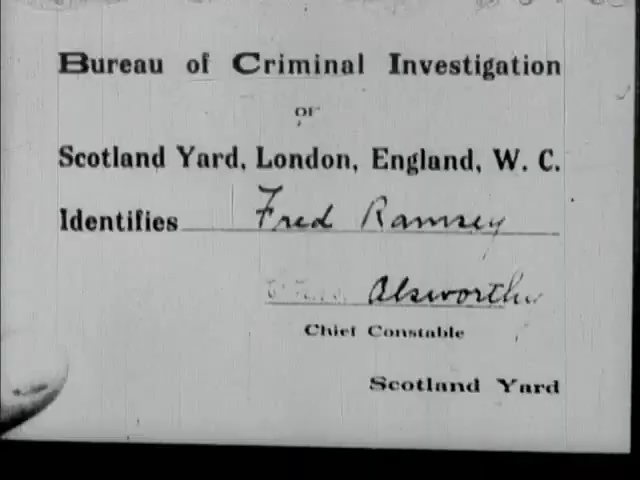 Bureau of Criminal Investigation
OF
Scotland Yard, London, England, W. C.
Identifies Fred Ramsey
Alsworth
Chief Constable
Scotland Yard